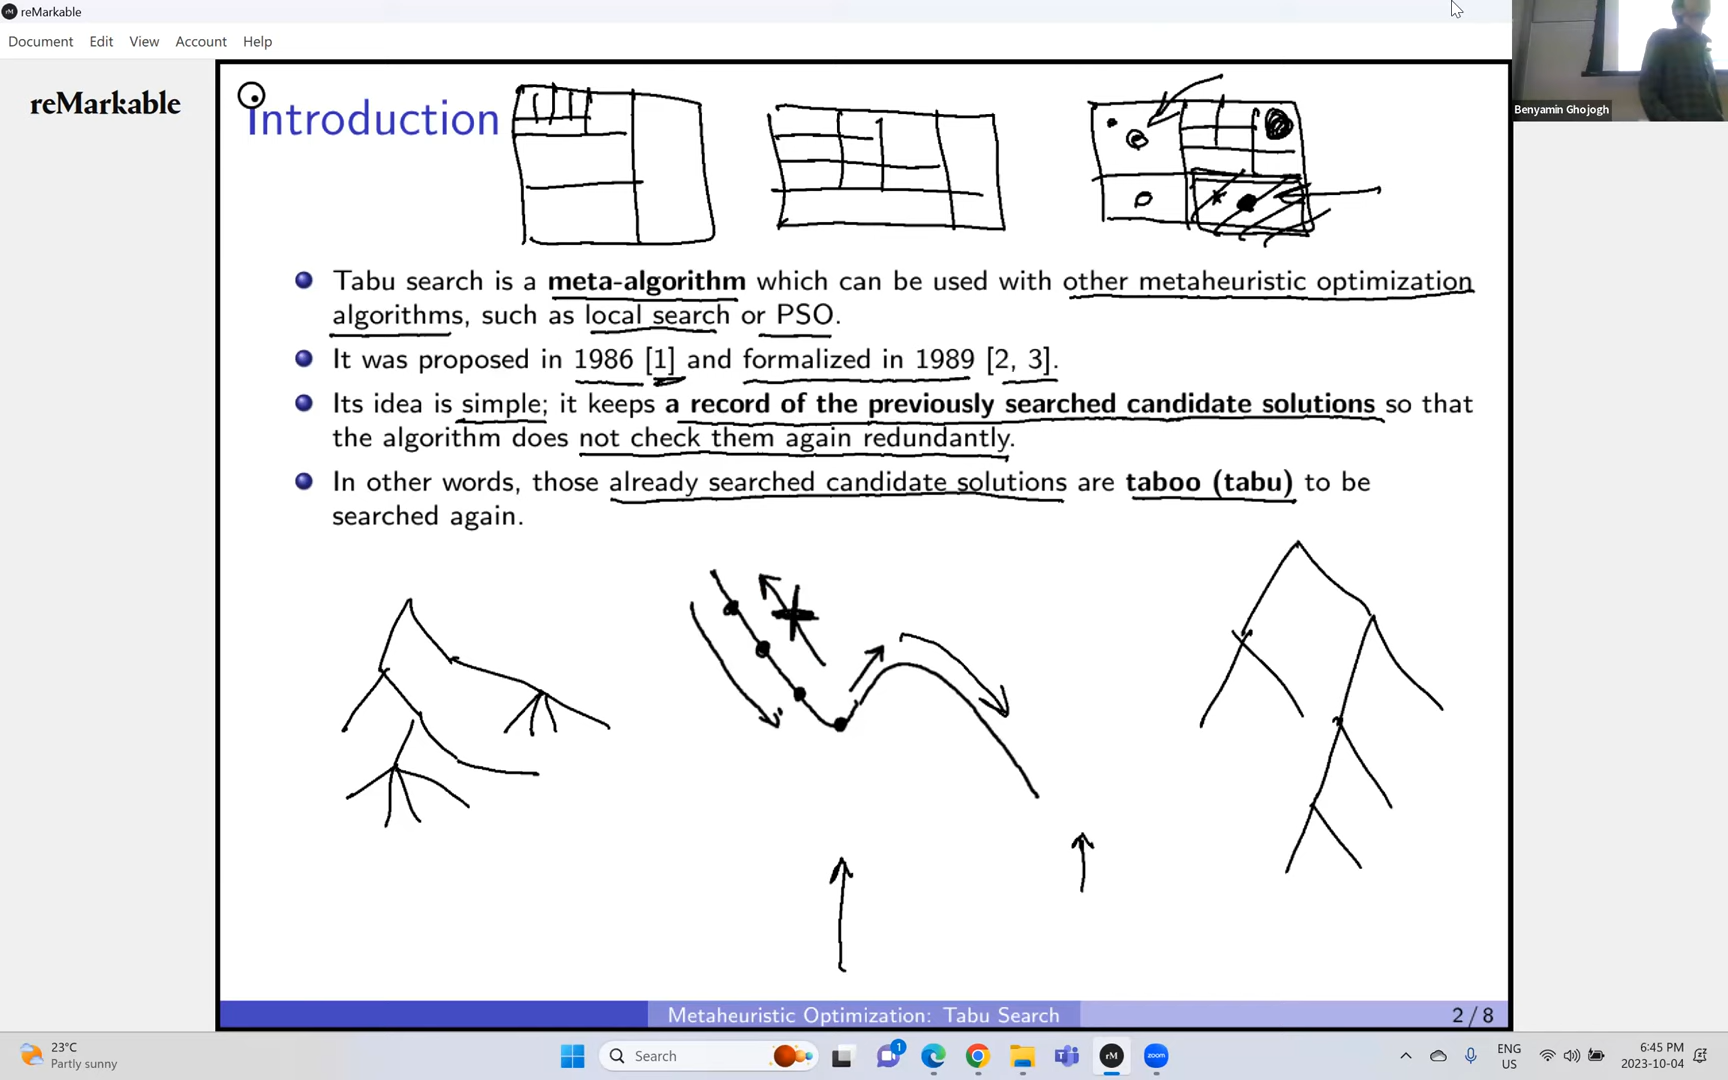 reMarkable
Document Edit View Account Help
reMarkable
Benyamin Ghojogh
Introduction
Tabu search is a meta-algorithm which can be used with other metaheuristic optimization
algorithms, such as local search or PSO.
It was proposed in 1986 [1] and formalized in 1989 [2, 3].
Its idea is simple; it keeps a record of the previously searched candidate solutions so that
the algorithm does not check them again redundantly.
In other words, those already searched candidate solutions are taboo (tabu) to be
searched again.
Metaheuristic Optimization: Tabu Search 2 / 8
23°C
Partly sunny
Search
1
rM
zoom
ENG
US
6:45 PM
2023-10-04